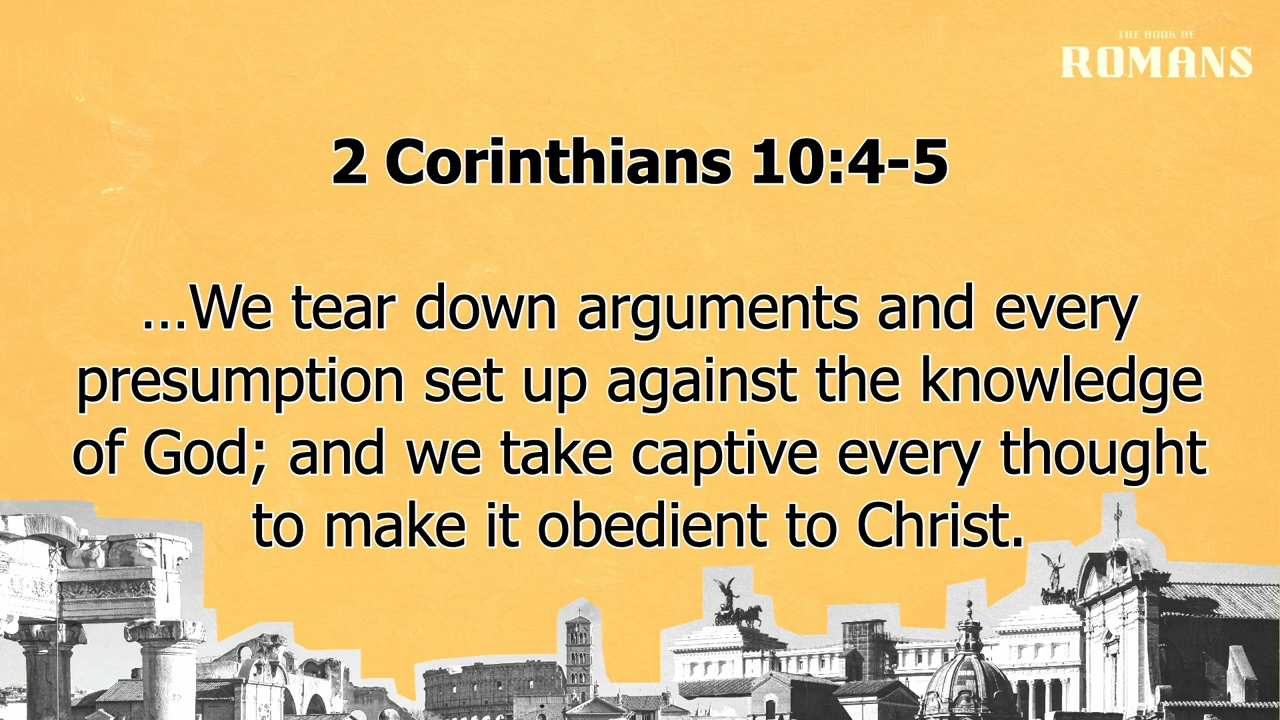 THE BOOK OF
ROMANS
2 Corinthians 10:4-5
...We tear down arguments and every
presumption set up against the knowledge
of God; and we take captive every thought
to make it obedient to Christ.